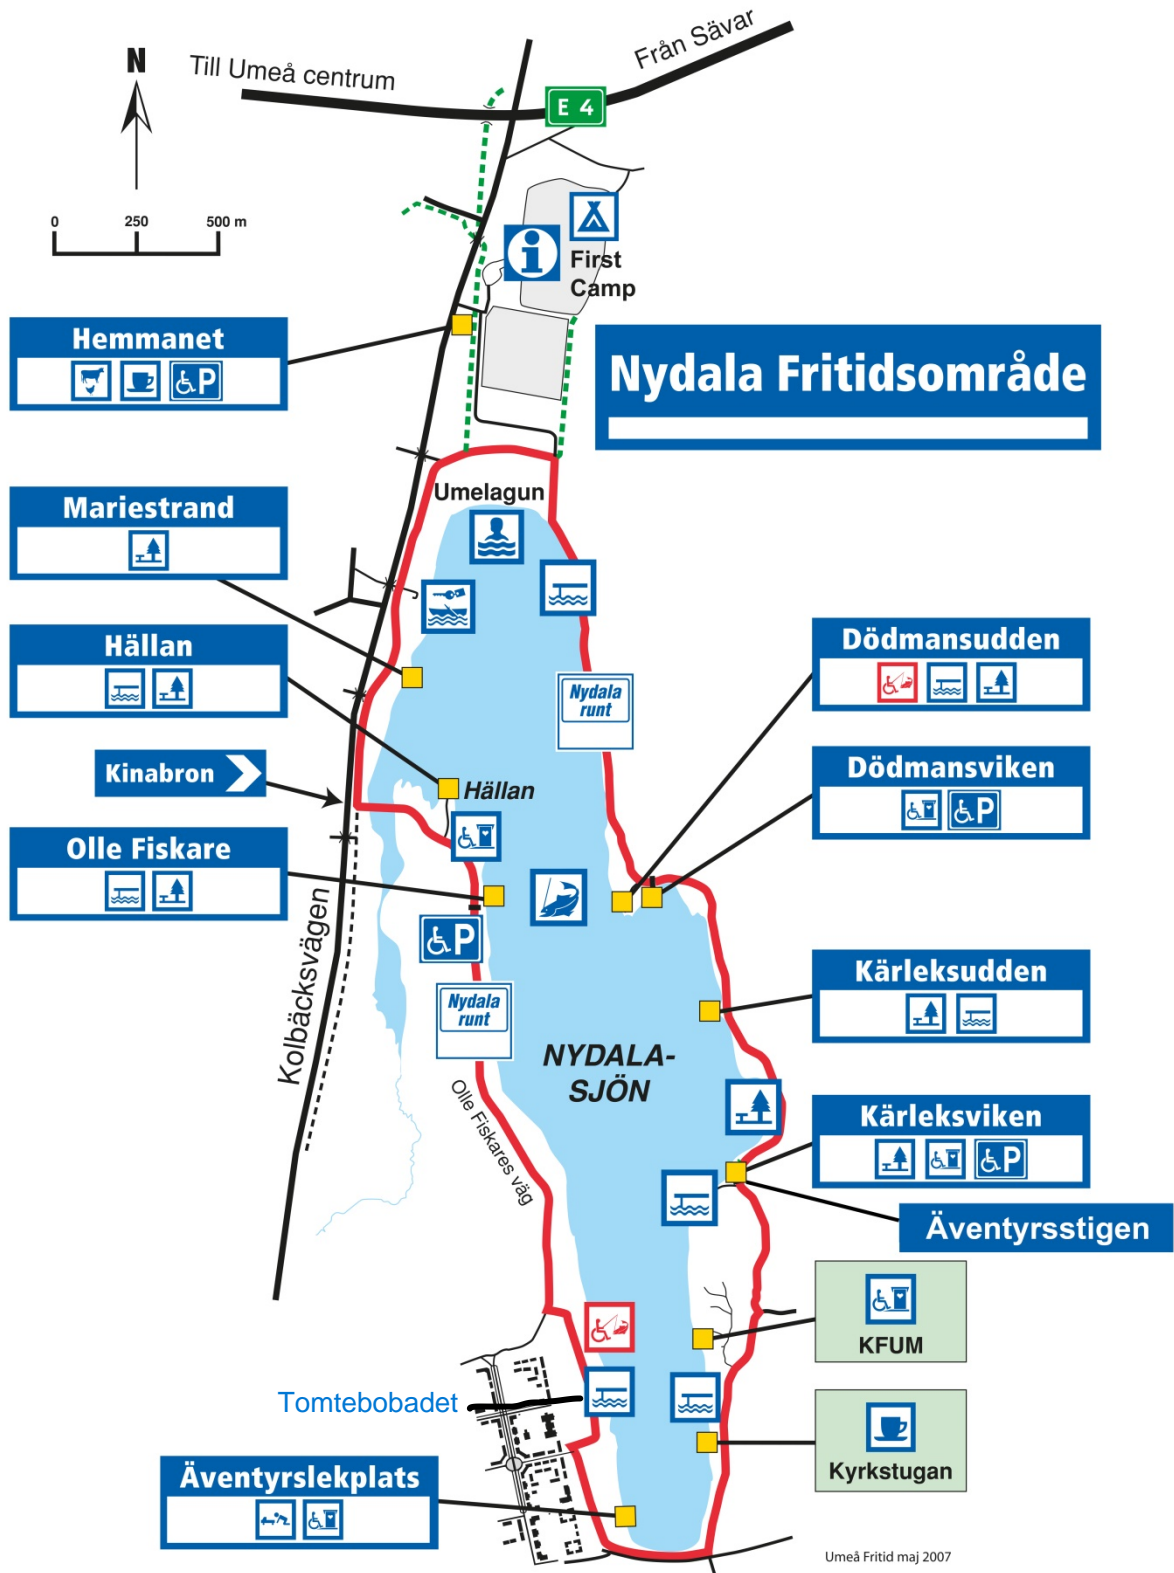 Från Sävar
Till Umeå centrum
N
E 4
0 250 500 m
First
Camp
Hemmanet
P
Nydala Fritidsområde
Umelagun
Mariestrand
Hällan
Dödmansudden
Nydala
runt
Kinabron
Hällan
Dödmansviken
P
Olle Fiskare
P
Kolbäcksvägen
Kärleksudden
Nydala
runt
NYDALA-
SJÖN
Olle Fiskares väg
Kärleksviken
P
Äventyrsstigen
KFUM
Tomtebobadet
Kyrkstugan
Äventyrslekplats
Umeå Fritid maj 2007